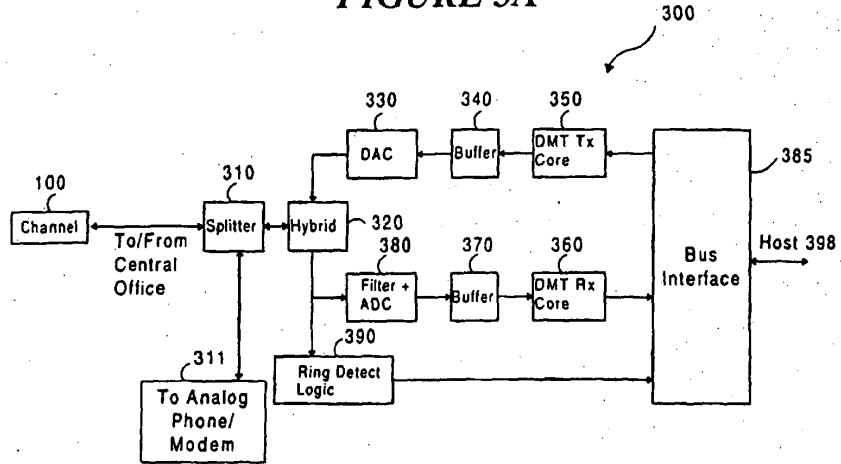 FIGURE 3A
300
330
340
350
DAC
Buffer
DMT Tx
Core
385
100
310
Channel
Splitter
Hybrid
320
To/From
Central
Office
380
370
360
Filter +
ADC
Buffer
DMT Rx
Core
Bus
Interface
Host 398
390
Ring Detect
Logic
311
To Analog
Phone/
Modem